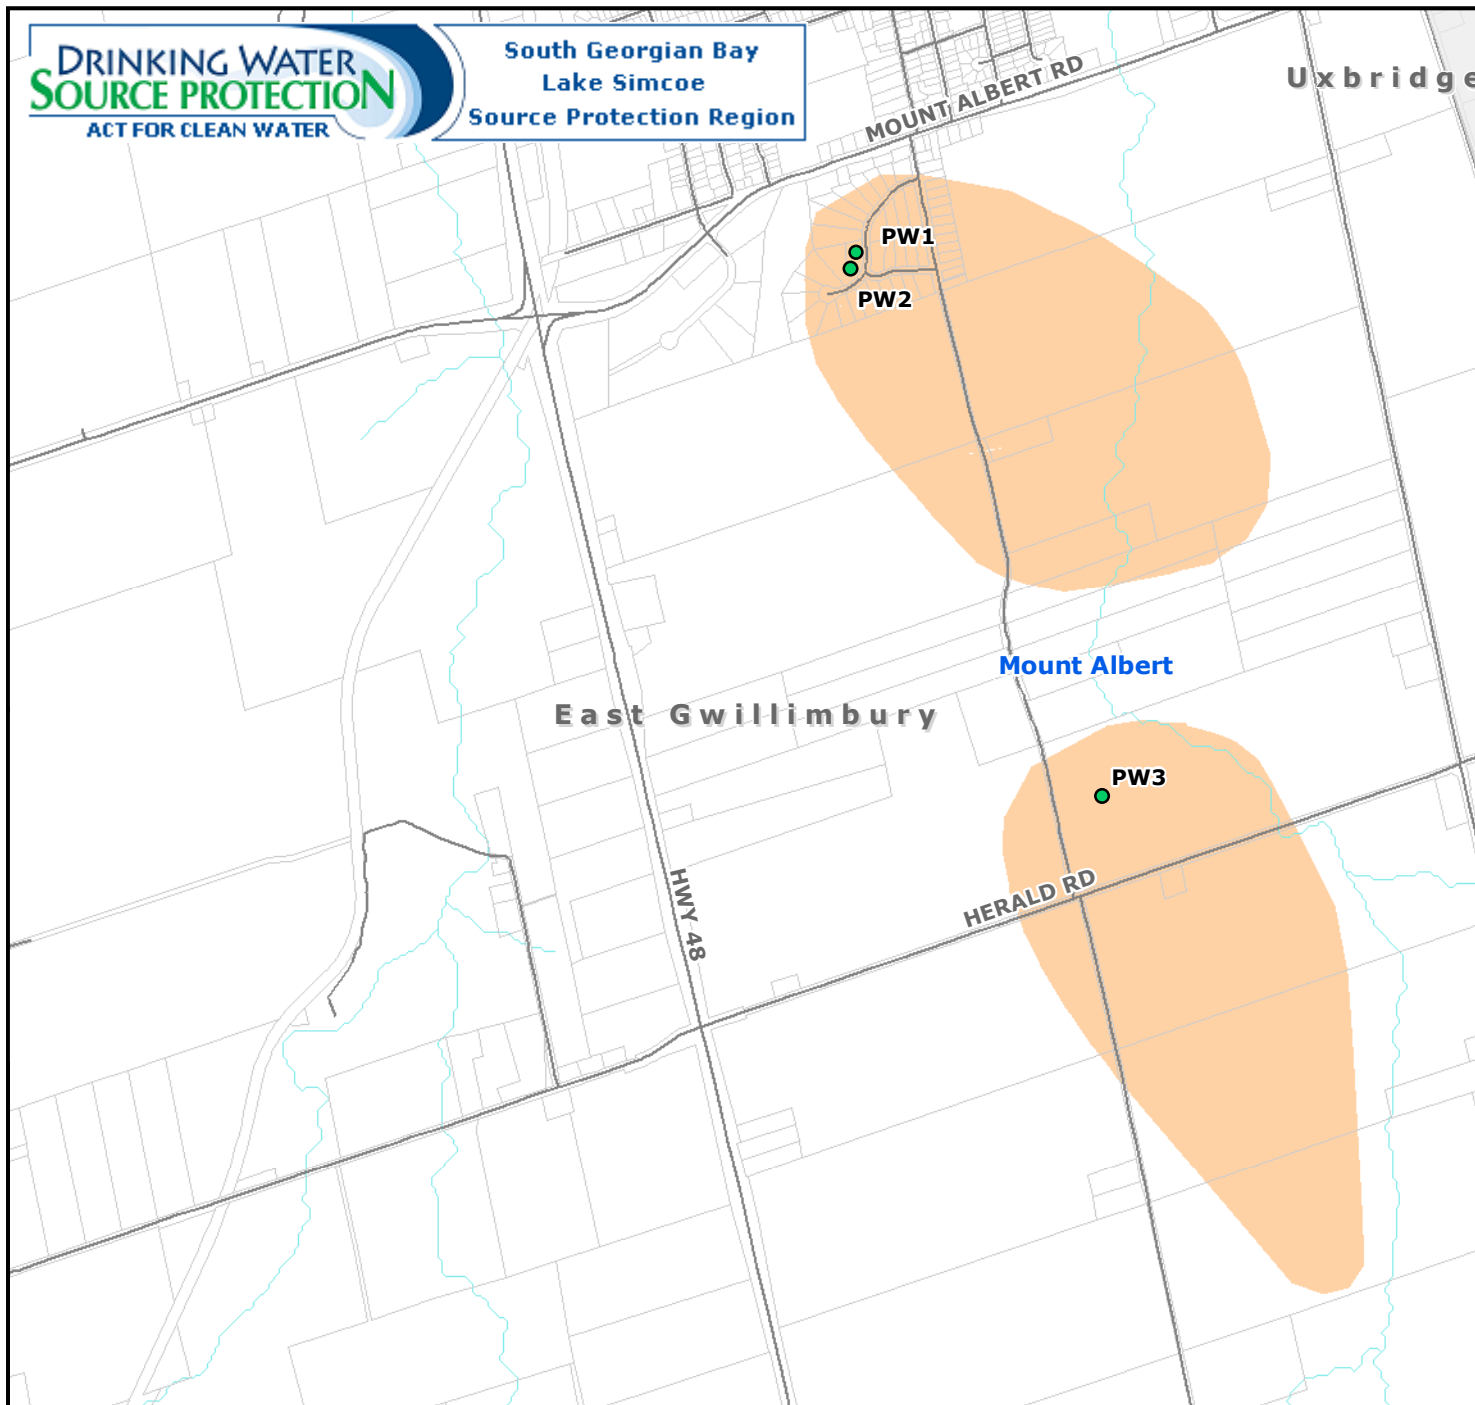 DRINKING WATER
SOURCE PROTECTION
ACT FOR CLEAN WATER
South Georgian Bay
Lake Simcoe
Source Protection Region
Uxbridge
MOUNT ALBERT RD
PW1
PW2
Mount Albert
East Gwillimbury
PW3
HERALD RD
HWY 48